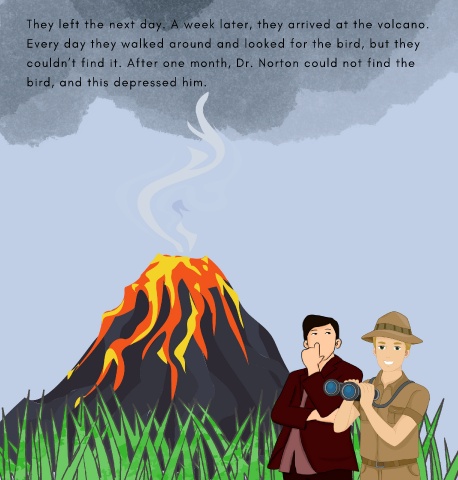 They left the next day. A week later, they arrived at the volcano.
Every day they walked around and looked for the bird, but they
couldn't find it. After one month, Dr. Norton could not find the
bird, and this depressed him.